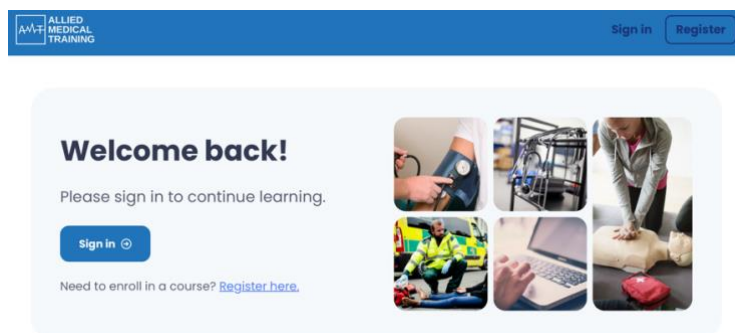 ALLIED
MEDICAL
TRAINING
Sign in
Register
Welcome back!
Please sign in to continue learning.
Sign in
Need to enroll in a course? Register here.